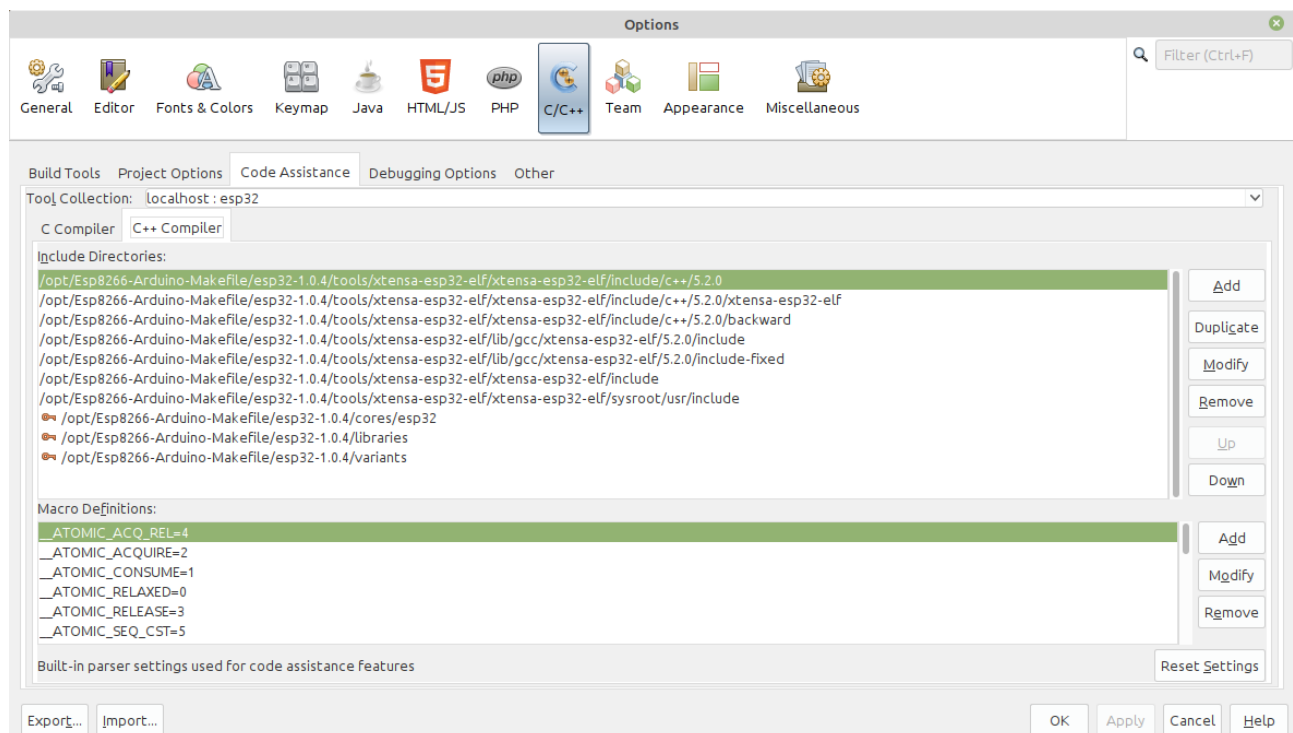 Options
Filter (Ctrl+F)
General Editor Fonts & Colors Keymap Java HTML/JS PHP C/C++ Team Appearance Miscellaneous
Build Tools Project Options Code Assistance Debugging Options Other
Tool Collection: localhost : esp32
C Compiler C++ Compiler
Include Directories:
/opt/Esp8266-Arduino-Makefile/esp32-1.0.4/tools/xtensa-esp32-elf/xtensa-esp32-elf/include/c++/5.2.0
/opt/Esp8266-Arduino-Makefile/esp32-1.0.4/tools/xtensa-esp32-elf/xtensa-esp32-elf/include/c++/5.2.0/xtensa-esp32-elf
/opt/Esp8266-Arduino-Makefile/esp32-1.0.4/tools/xtensa-esp32-elf/xtensa-esp32-elf/include/c++/5.2.0/backward
/opt/Esp8266-Arduino-Makefile/esp32-1.0.4/tools/xtensa-esp32-elf/lib/gcc/xtensa-esp32-elf/5.2.0/include
/opt/Esp8266-Arduino-Makefile/esp32-1.0.4/tools/xtensa-esp32-elf/lib/gcc/xtensa-esp32-elf/5.2.0/include-fixed
/opt/Esp8266-Arduino-Makefile/esp32-1.0.4/tools/xtensa-esp32-elf/xtensa-esp32-elf/include
/opt/Esp8266-Arduino-Makefile/esp32-1.0.4/tools/xtensa-esp32-elf/xtensa-esp32-elf/sysroot/usr/include
/opt/Esp8266-Arduino-Makefile/esp32-1.0.4/cores/esp32
/opt/Esp8266-Arduino-Makefile/esp32-1.0.4/libraries
/opt/Esp8266-Arduino-Makefile/esp32-1.0.4/variants
Add
Duplicate
Modify
Remove
Up
Down
Macro Definitions:
__ATOMIC_ACQ_REL=4
__ATOMIC_ACQUIRE=2
__ATOMIC_CONSUME=1
__ATOMIC_RELAXED=0
__ATOMIC_RELEASE=3
__ATOMIC_SEQ_CST=5
Add
Modify
Remove
Built-in parser settings used for code assistance features
Reset Settings
Export... Import... OK Apply Cancel Help